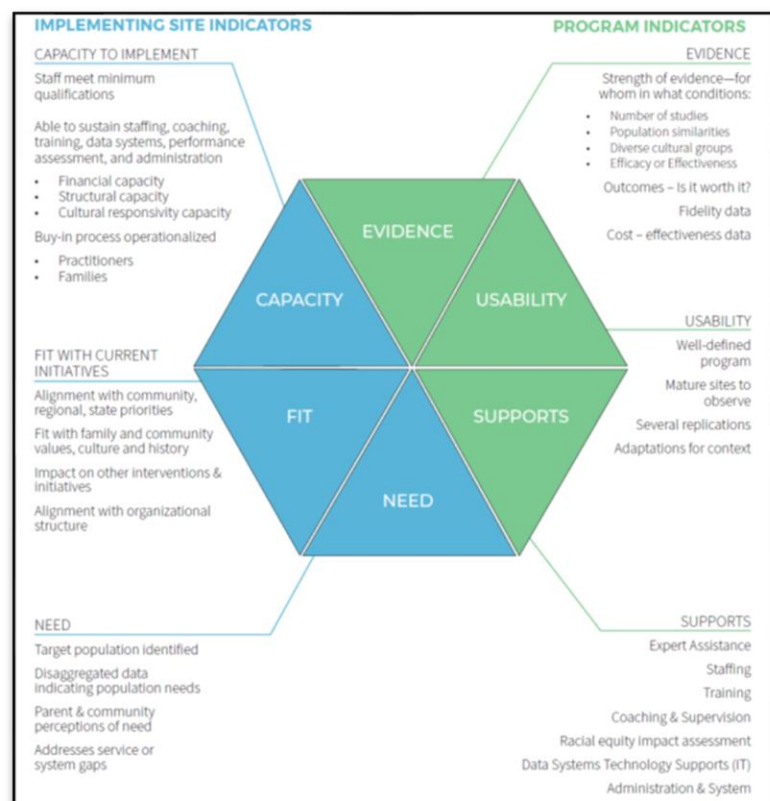 IMPLEMENTING SITE INDICATORS
CAPACITY TO IMPLEMENT
Staff meet minimum
qualifications
Able to sustain staffing, coaching,
training, data systems, performance
assessment, and administration
• Financial capacity
• Structural capacity
• Cultural responsivity capacity
Buy-in process operationalized
• Practitioners
• Families
FIT WITH CURRENT
INITIATIVES
Alignment with community,
regional, state priorities
Fit with family and community
values, culture and history
Impact on other interventions &
initiatives
Alignment with organizational
structure
NEED
Target population identified
Disaggregated data
indicating population needs
Parent & community
perceptions of need
Addresses service or
system gaps
EVIDENCE
CAPACITY
USABILITY
FIT
SUPPORTS
NEED
PROGRAM INDICATORS
EVIDENCE
Strength of evidence—for
whom in what conditions:
• Number of studies
• Population similarities
• Diverse cultural groups
• Efficacy or Effectiveness
Outcomes – Is it worth it?
Fidelity data
Cost – effectiveness data
USABILITY
Well-defined
program
Mature sites to
observe
Several replications
Adaptations for context
SUPPORTS
Expert Assistance
Staffing
Training
Coaching & Supervision
Racial equity impact assessment
Data Systems Technology Supports (IT)
Administration & System